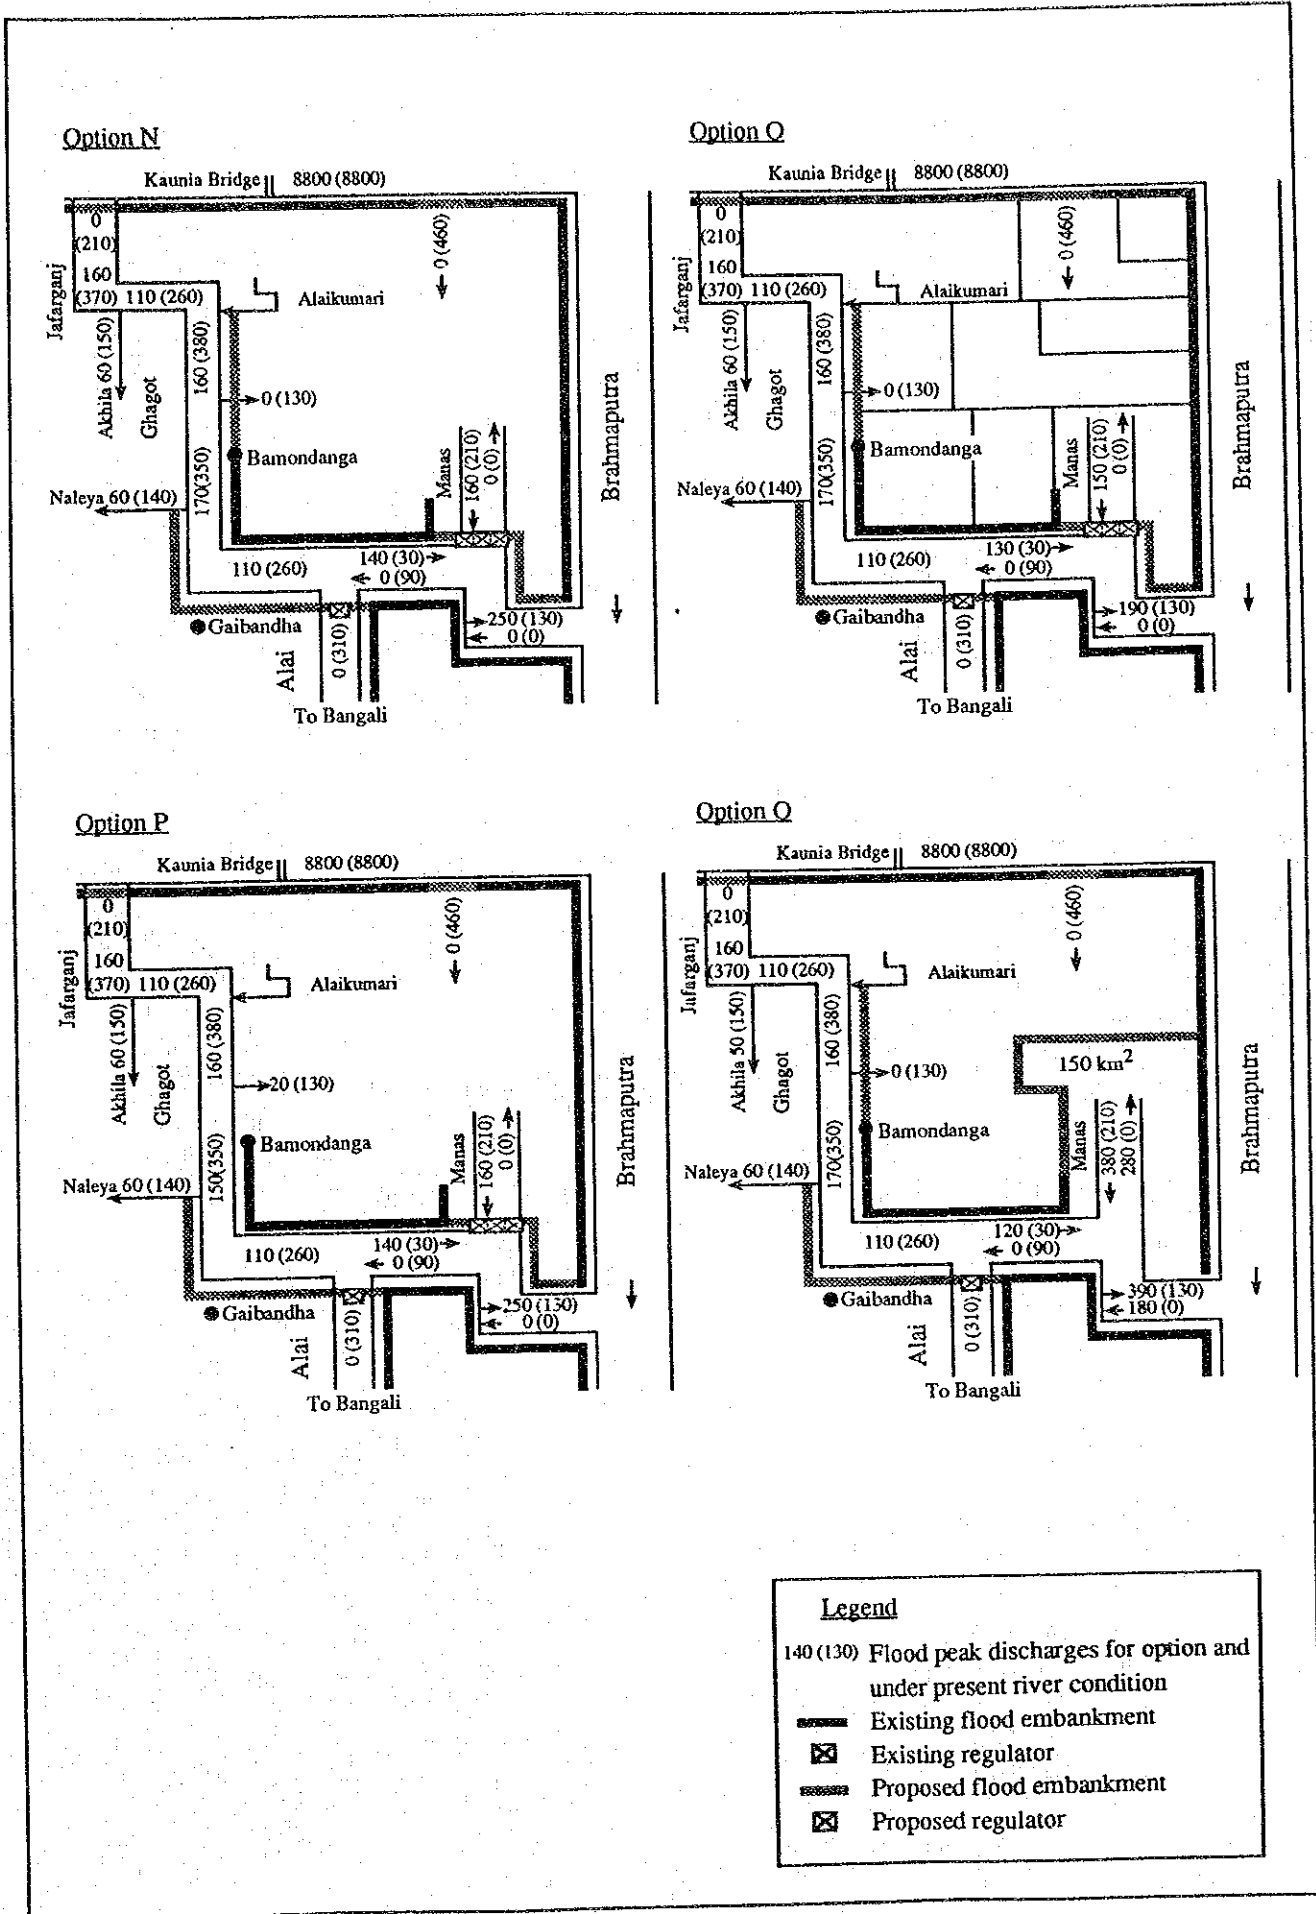 Option N
Kaunia Bridge 8800 (8800)
0
(210)
160
(370) 110 (260)
Jafarganj
Alaikumari
0 (460)
Akhila 60 (150)
Ghagot
160 (380)
0 (130)
Bamondanga
Manas
160 (210)
0 (0)
Brahmaputra
Naleya 60 (140)
170(350)
110 (260)
140 (30)
0 (90)
Gaibandha
Alai
0 (310)
250 (130)
0 (0)
To Bangali
Option O
Kaunia Bridge 8800 (8800)
0
(210)
160
(370) 110 (260)
Jafarganj
Alaikumari
0 (460)
Akhila 60 (150)
Ghagot
160 (380)
0 (130)
Bamondanga
Manas
150 (210)
0 (0)
Brahmaputra
Naleya 60 (140)
170(350)
110 (260)
130 (30)
0 (90)
Gaibandha
Alai
0 (310)
190 (130)
0 (0)
To Bangali
Option P
Kaunia Bridge 8800 (8800)
0
(210)
160
(370) 110 (260)
Jafarganj
Alaikumari
0 (460)
Akhila 60 (150)
Ghagot
160 (380)
20 (130)
Bamondanga
Manas
160 (210)
0 (0)
Brahmaputra
Naleya 60 (140)
150(350)
110 (260)
140 (30)
0 (90)
Gaibandha
Alai
0 (310)
250 (130)
0 (0)
To Bangali
Option O
Kaunia Bridge 8800 (8800)
0
(210)
160
(370) 110 (260)
Jafarganj
Alaikumari
0 (460)
150 km²
Akhila 50 (150)
Ghagot
160 (380)
0 (130)
Bamondanga
Manas
380 (210)
280 (0)
Brahmaputra
Naleya 60 (140)
170(350)
110 (260)
120 (30)
0 (90)
Gaibandha
Alai
0 (310)
390 (130)
180 (0)
To Bangali
Legend
140 (130) Flood peak discharges for option and
under present river condition
Existing flood embankment
Existing regulator
Proposed flood embankment
Proposed regulator